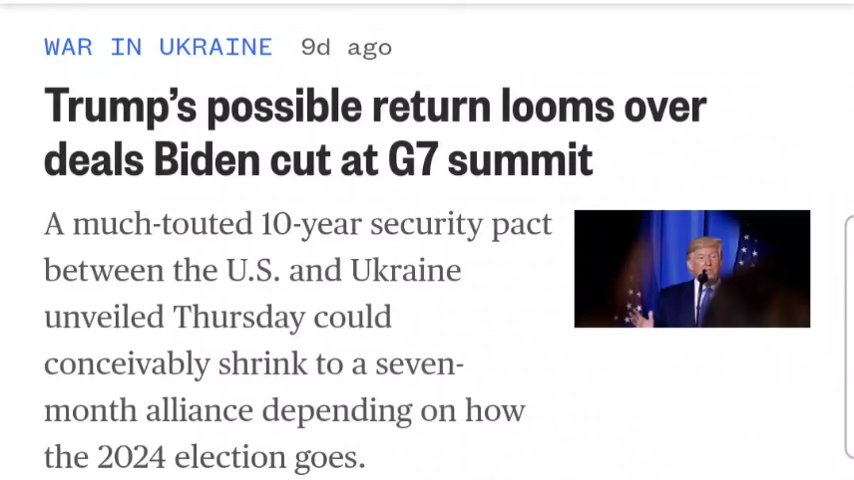 WAR IN UKRAINE 9d ago
Trump’s possible return looms over
deals Biden cut at G7 summit
A much-touted 10-year security pact
between the U.S. and Ukraine
unveiled Thursday could
conceivably shrink to a seven-
month alliance depending on how
the 2024 election goes.